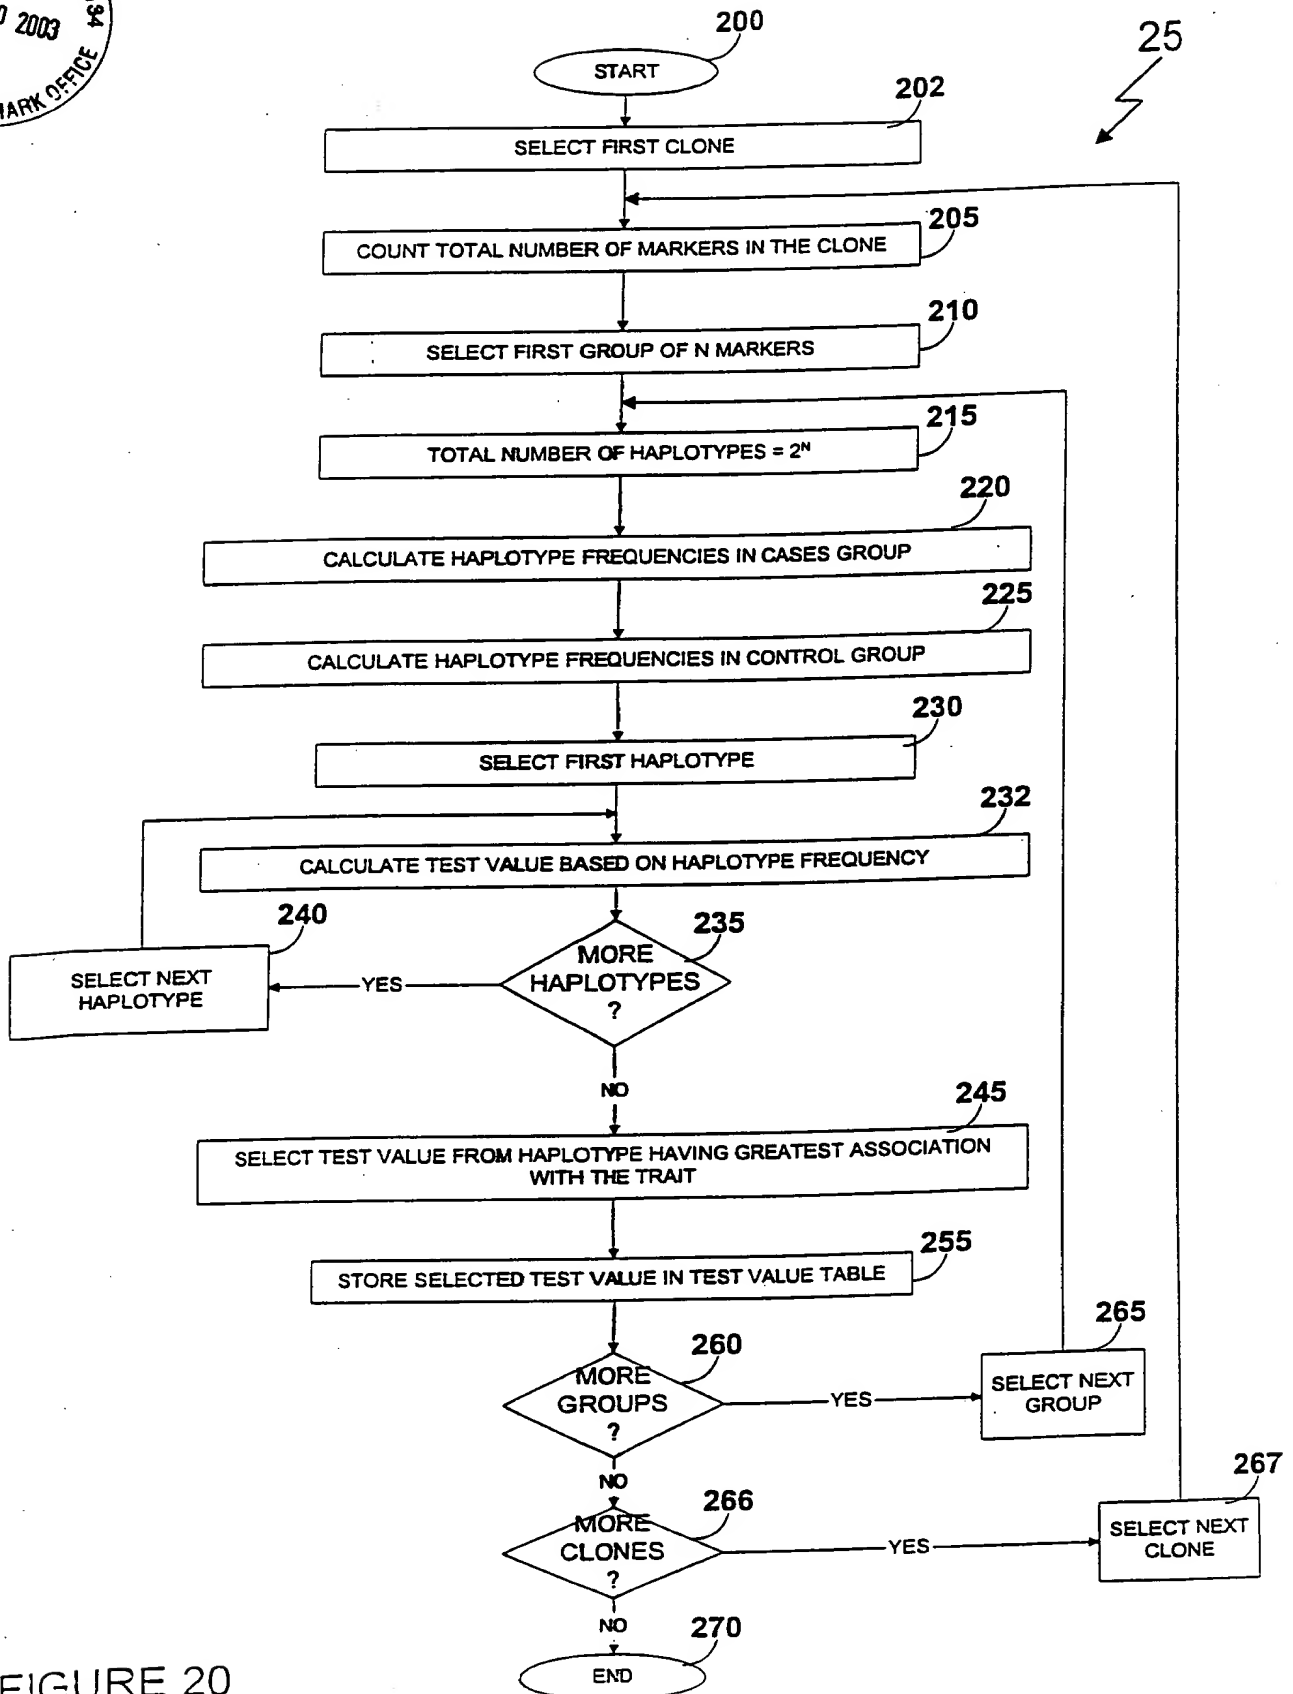 2003
34
MARK OFFICE
200
25
START
202
SELECT FIRST CLONE
205
COUNT TOTAL NUMBER OF MARKERS IN THE CLONE
210
SELECT FIRST GROUP OF N MARKERS
215
TOTAL NUMBER OF HAPLOTYPES = 2ᴺ
220
CALCULATE HAPLOTYPE FREQUENCIES IN CASES GROUP
225
CALCULATE HAPLOTYPE FREQUENCIES IN CONTROL GROUP
230
SELECT FIRST HAPLOTYPE
232
CALCULATE TEST VALUE BASED ON HAPLOTYPE FREQUENCY
240
235
SELECT NEXT
HAPLOTYPE
YES
MORE
HAPLOTYPES
?
NO
245
SELECT TEST VALUE FROM HAPLOTYPE HAVING GREATEST ASSOCIATION
WITH THE TRAIT
255
STORE SELECTED TEST VALUE IN TEST VALUE TABLE
260
265
MORE
GROUPS
?
YES
SELECT NEXT
GROUP
NO
266
267
MORE
CLONES
?
YES
SELECT NEXT
CLONE
NO
270
END
FIGURE 20